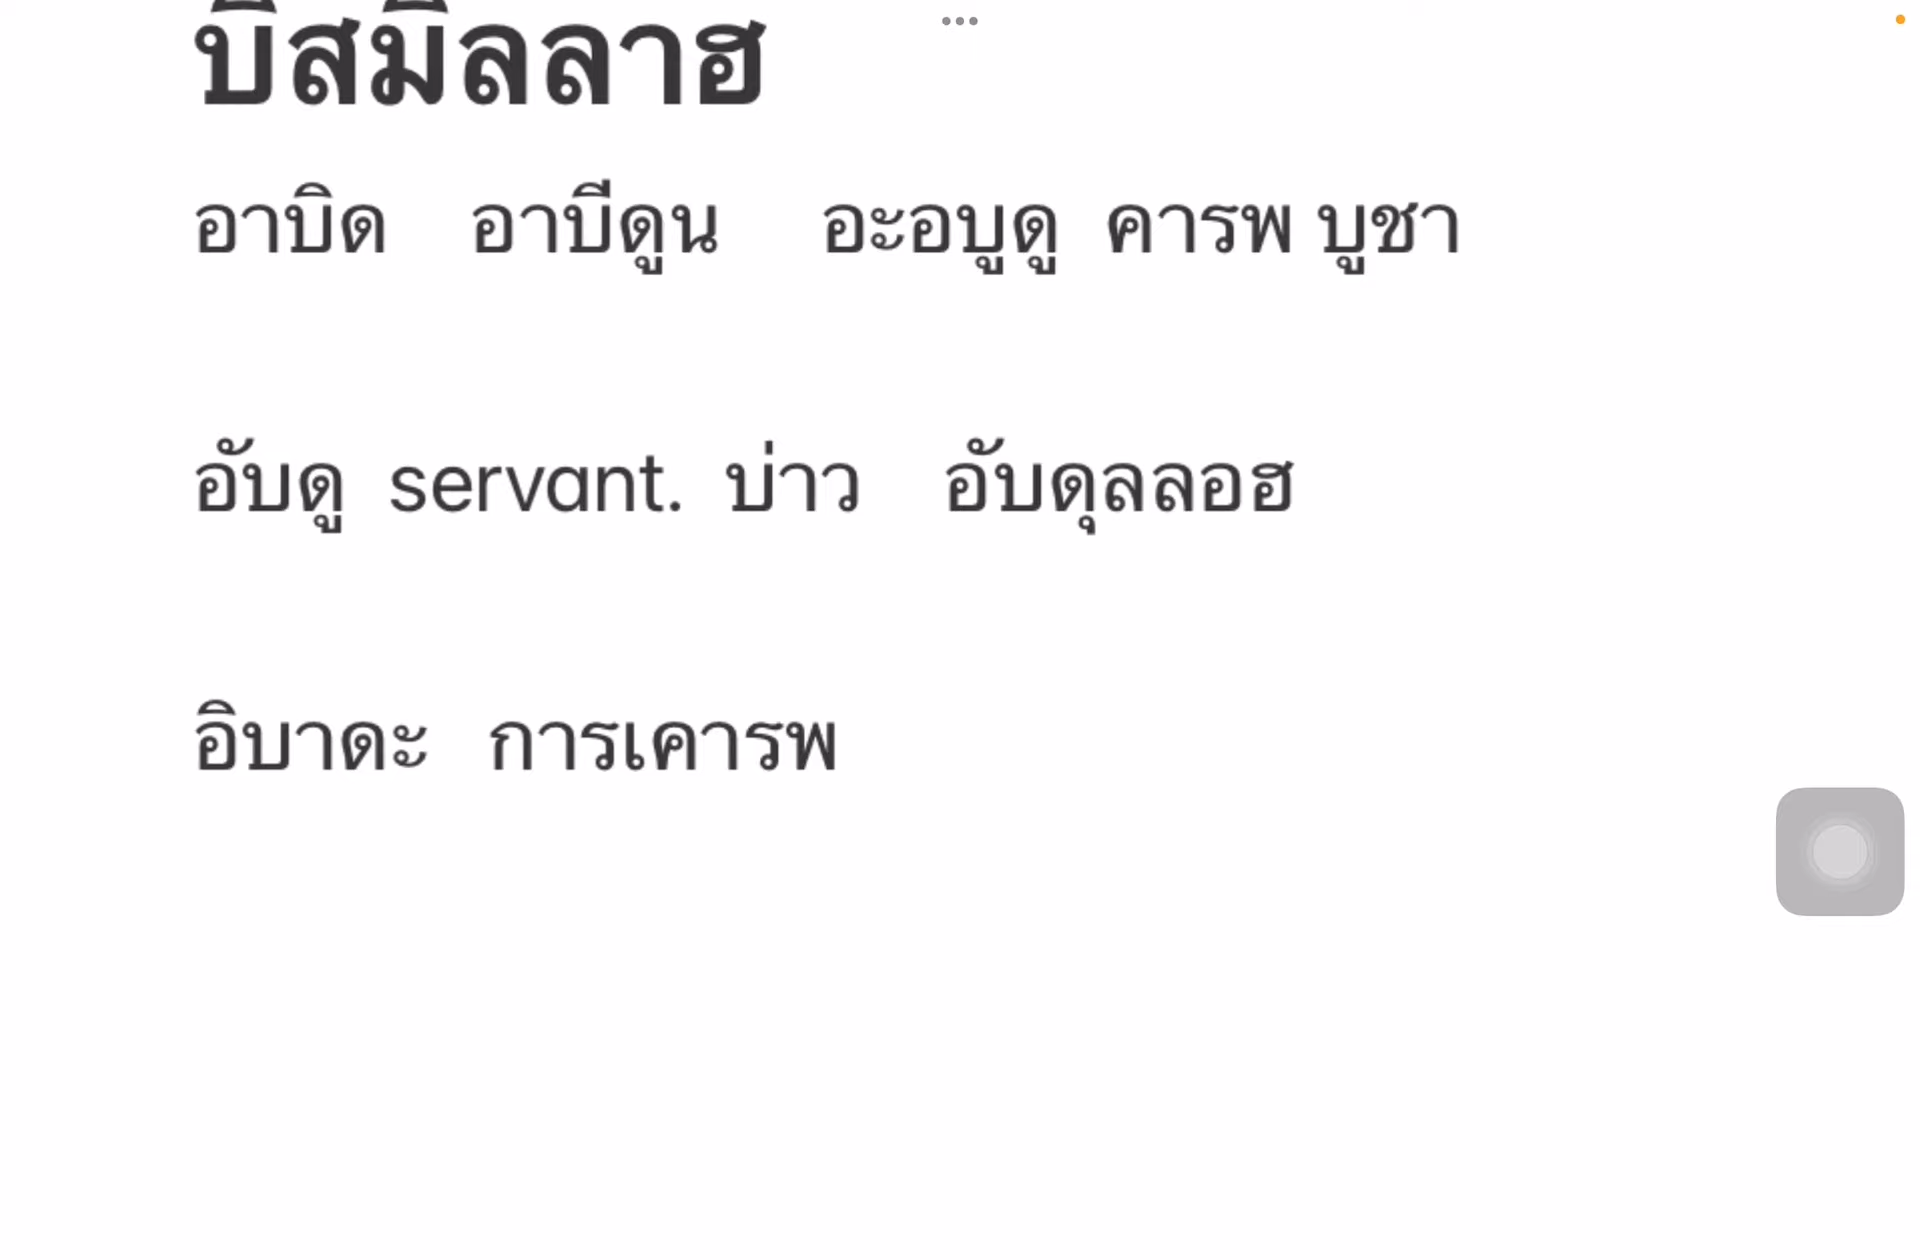 บิสมิลลาฮ
อาบิด อาบีดูน อะอบูดู คารพ บูชา
อับดู servant. บ่าว อับดุลลอฮ
อิบาดะ การเคารพ